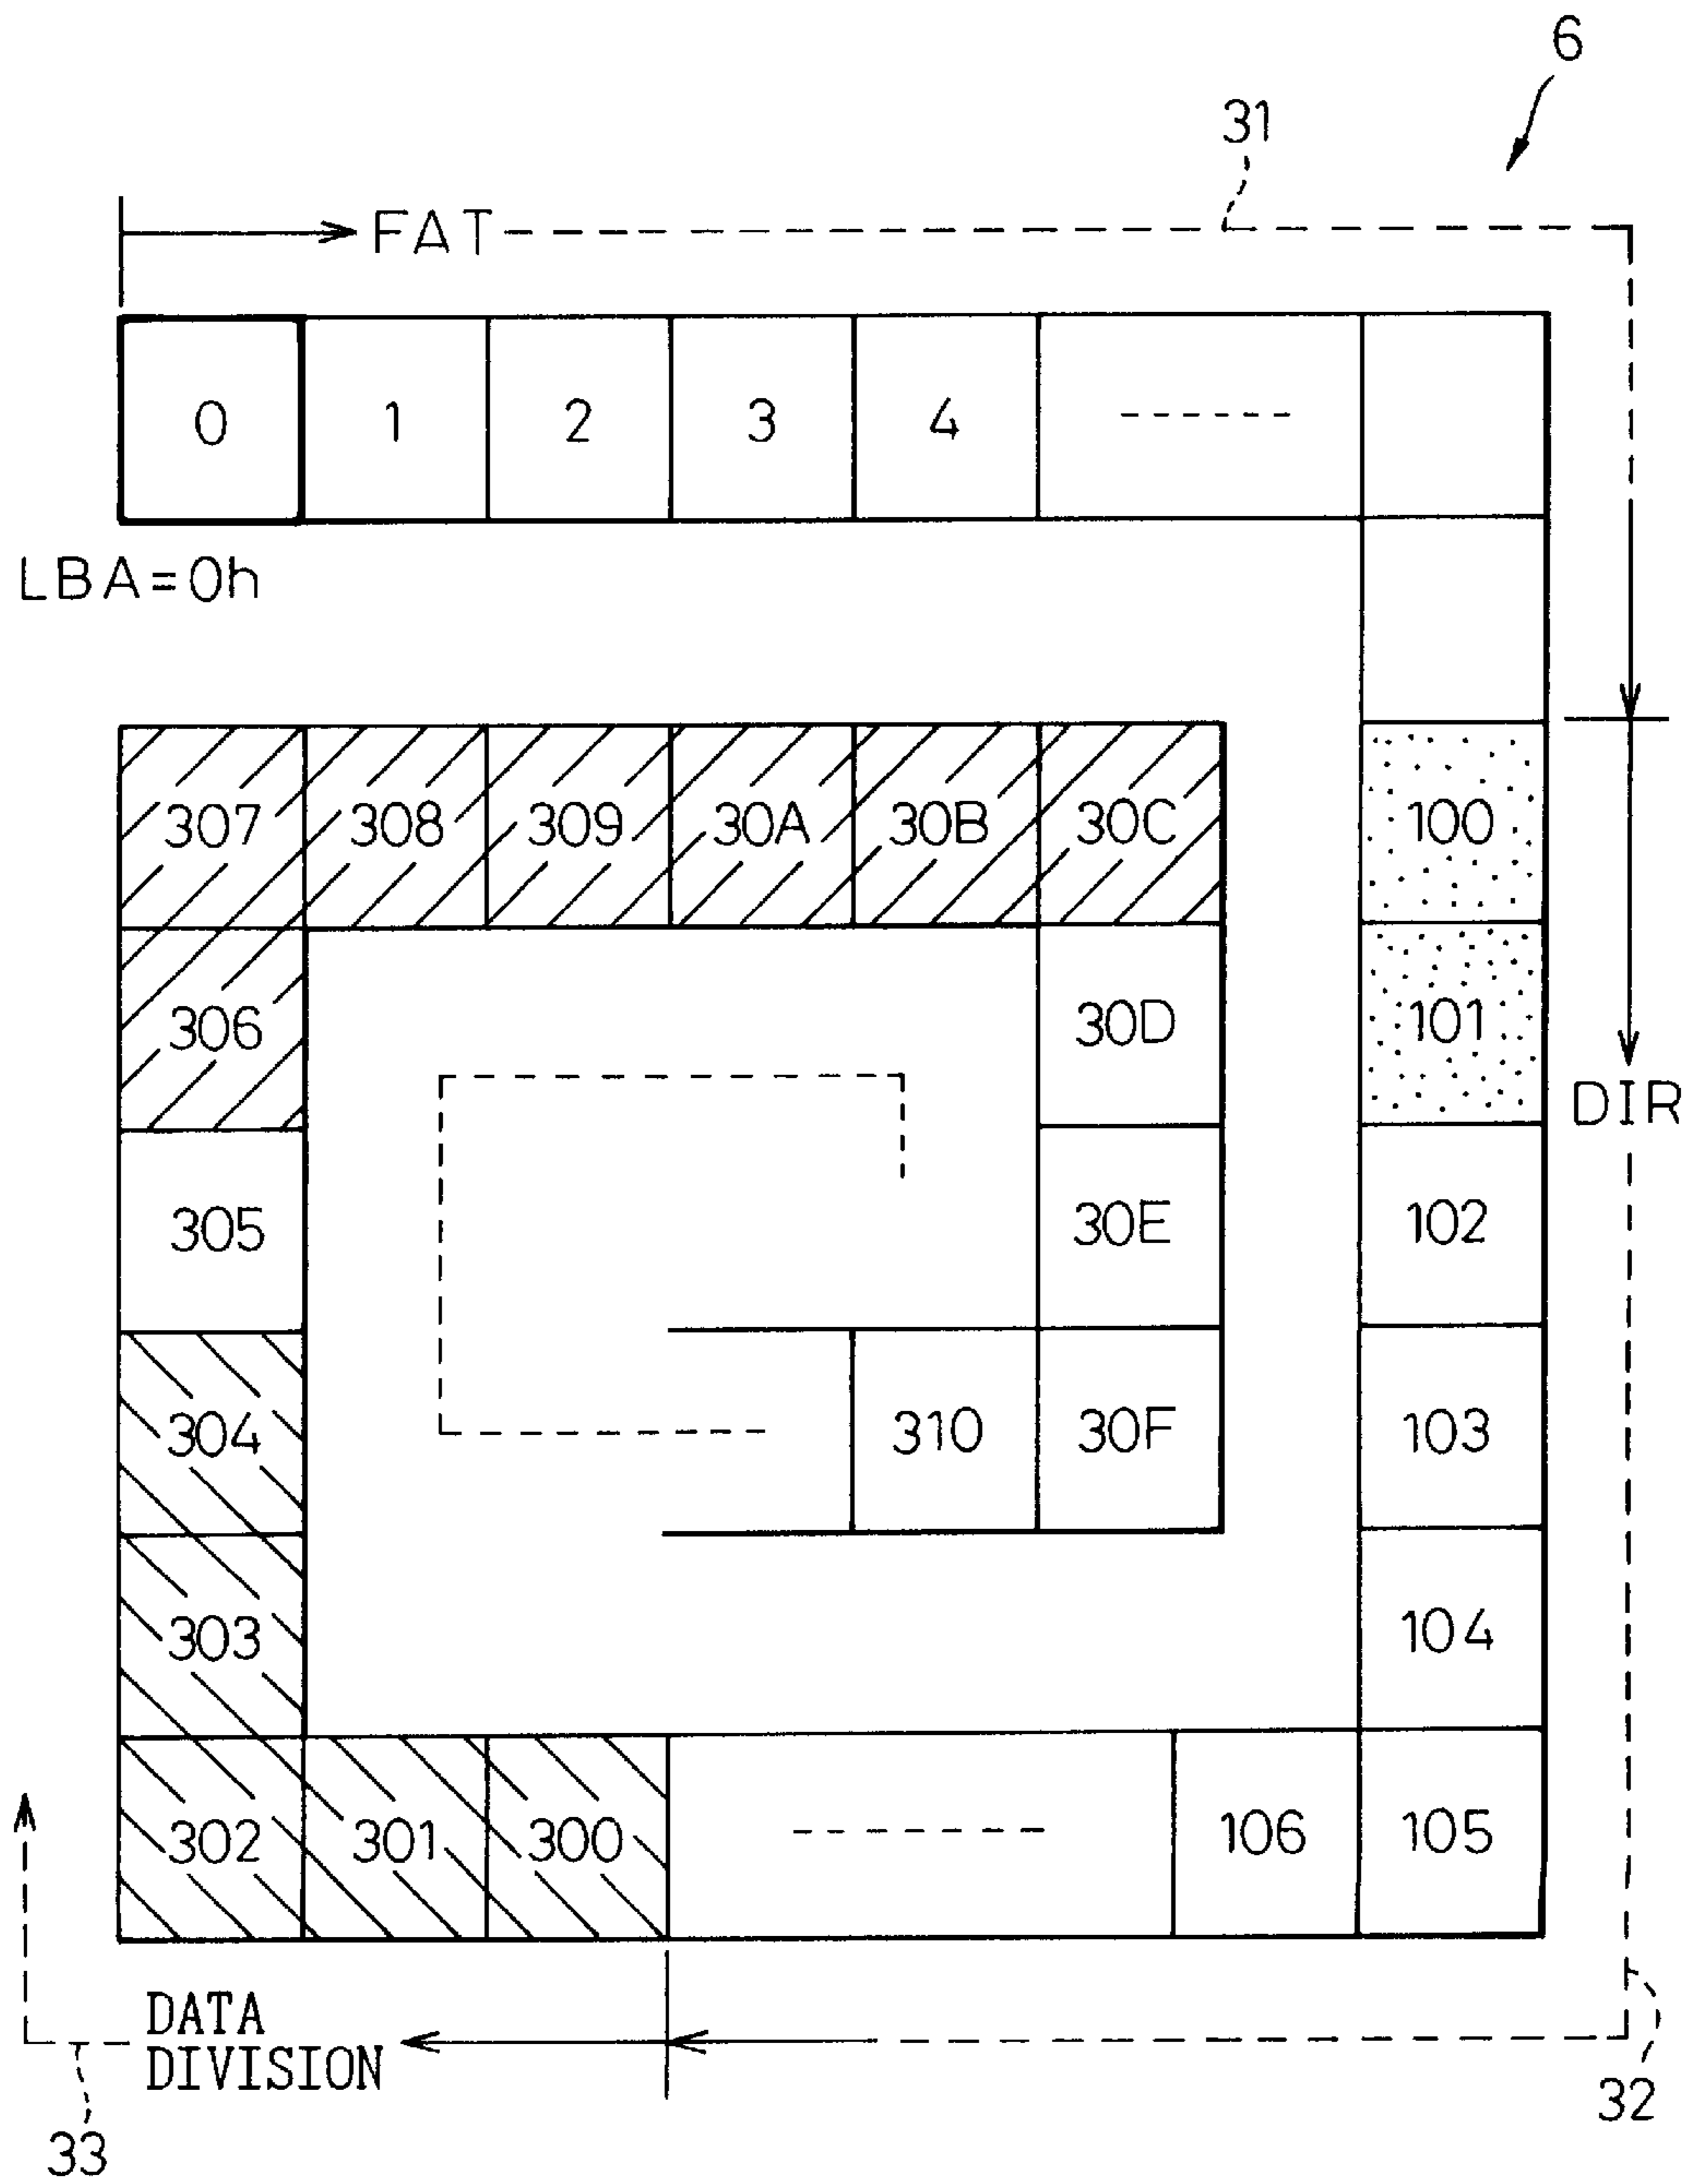 6
31
FAT
0 1 2 3 4
LBA=0h
307 308 309 30A 30B 30C 100
306 30D 101
DIR
305 30E 102
304 310 30F 103
303 104
302 301 300 106 105
DATA
DIVISION
33
32